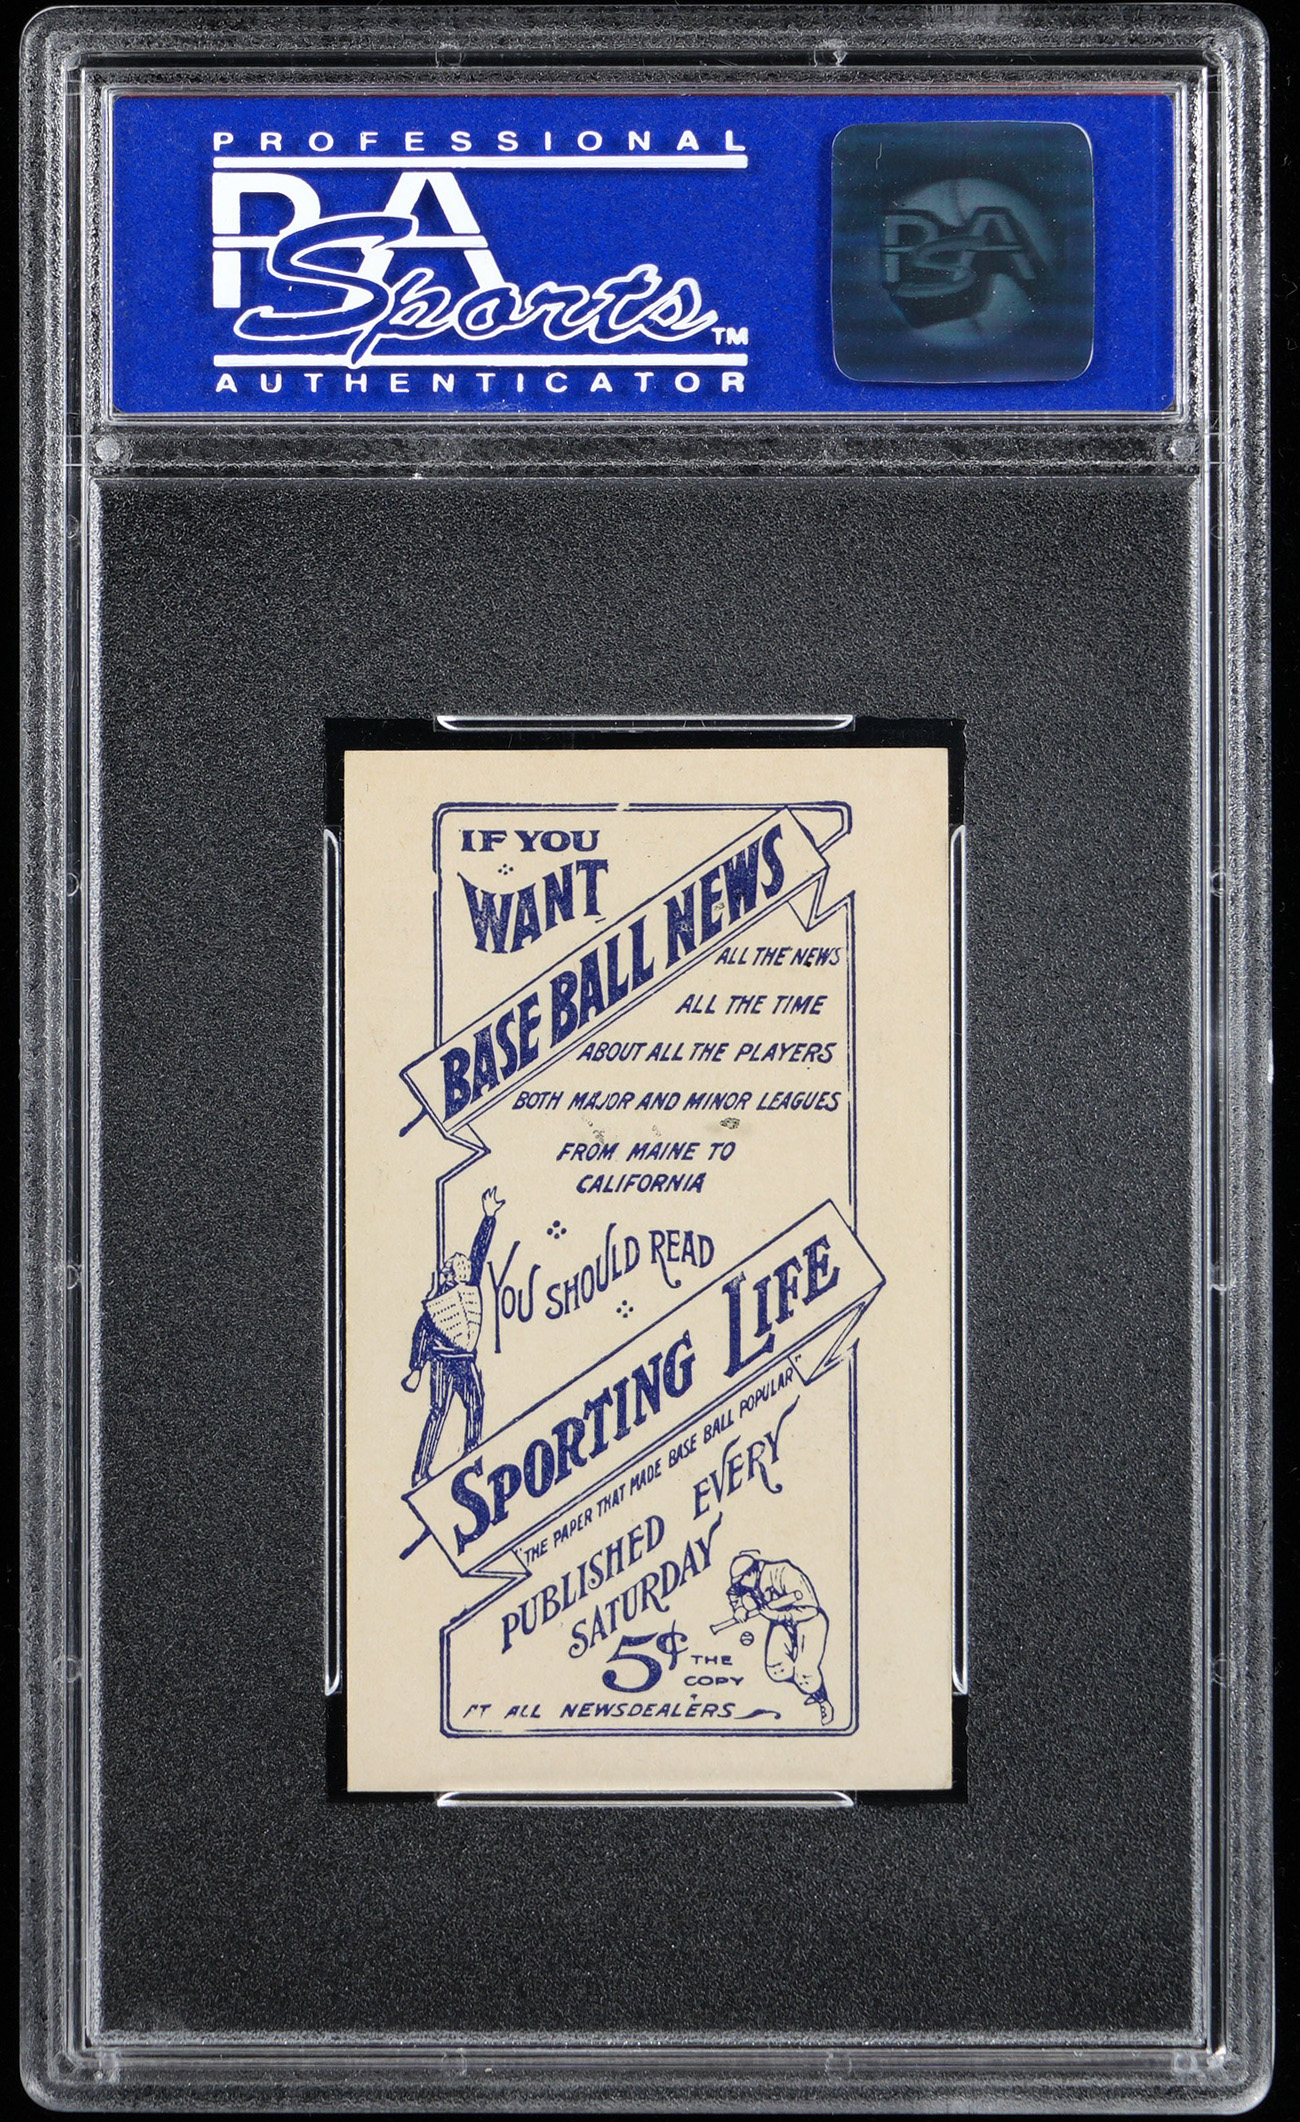 PROFESSIONAL
PSA
Sports™
AUTHENTICATOR
PSA
IF YOU
WANT
BASE BALL NEWS
ALL THE NEWS
ALL THE TIME
ABOUT ALL THE PLAYERS
BOTH MAJOR AND MINOR LEAGUES
FROM MAINE TO
CALIFORNIA
YOU SHOULD READ
SPORTING LIFE
"THE PAPER THAT MADE BASE BALL POPULAR"
PUBLISHED EVERY
SATURDAY
5¢ THE
COPY
AT ALL NEWSDEALERS